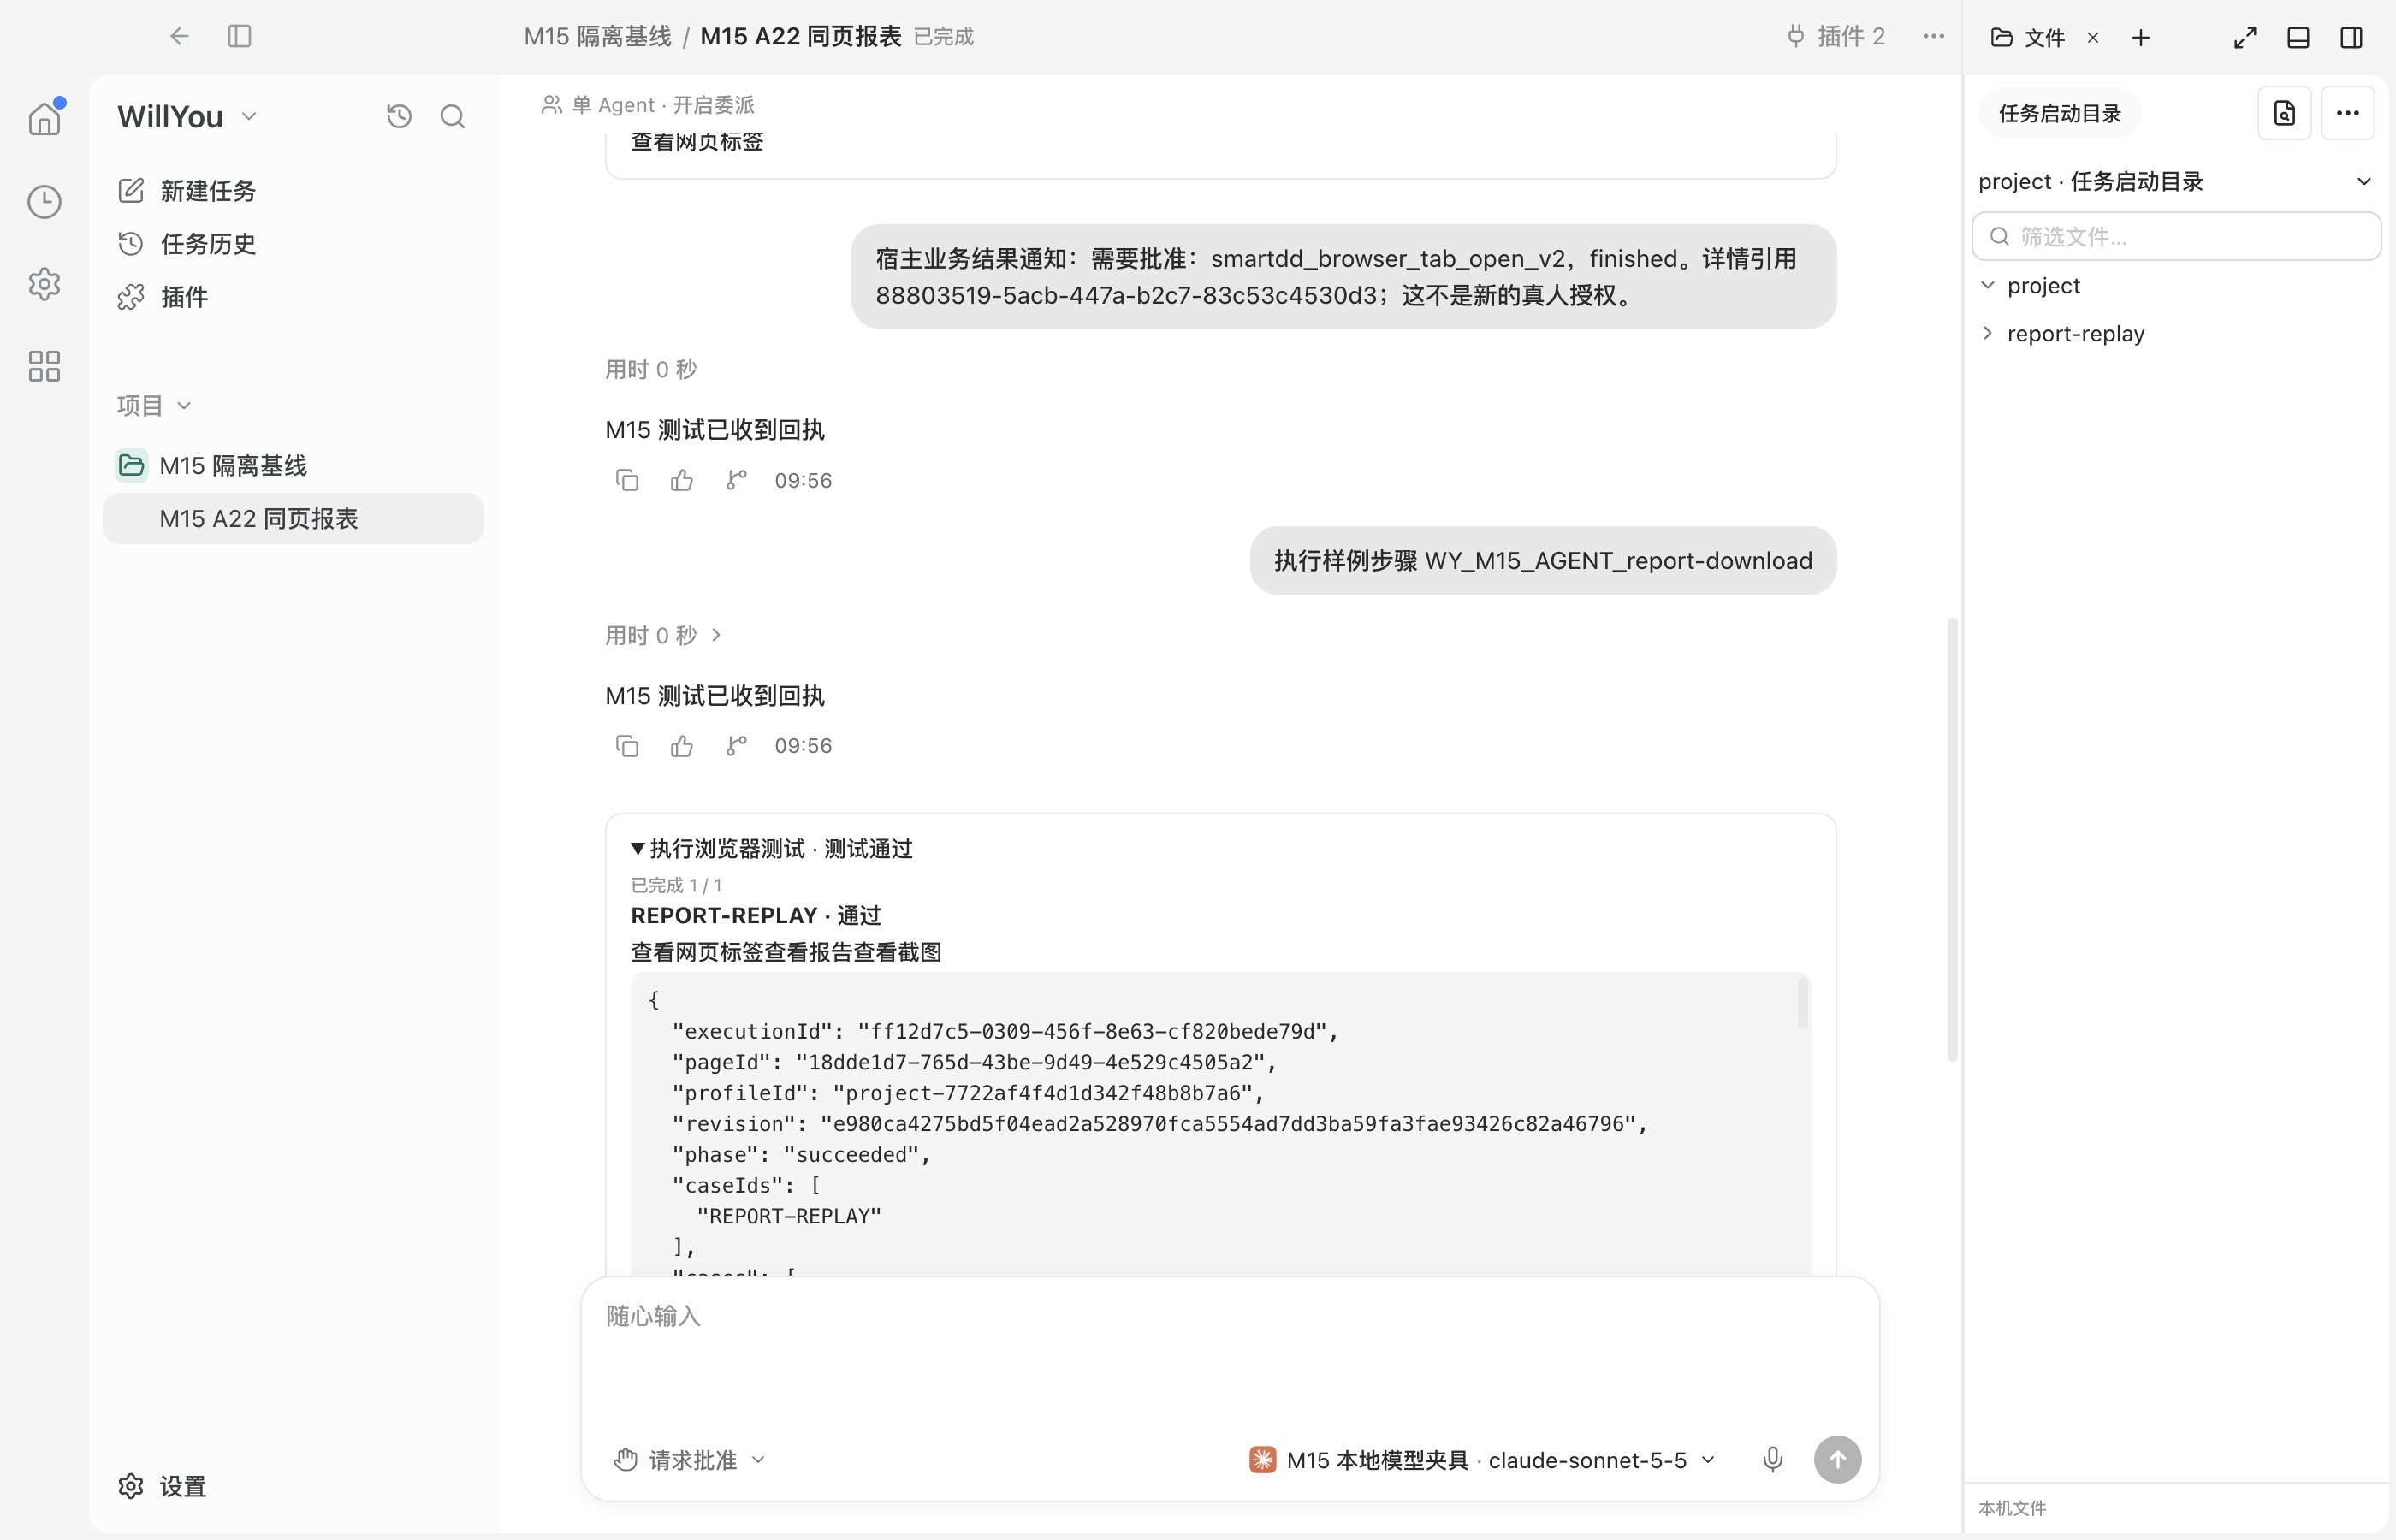 M15 隔离基线 / M15 A22 同页报表 已完成
插件 2
文件
WillYou
新建任务
任务历史
插件
项目
M15 隔离基线
M15 A22 同页报表
设置
单 Agent · 开启委派
查看网页标签
宿主业务结果通知：需要批准：smartdd_browser_tab_open_v2，finished。详情引用
88803519-5acb-447a-b2c7-83c53c4530d3；这不是新的真人授权。
用时 0 秒
M15 测试已收到回执
09:56
执行样例步骤 WY_M15_AGENT_report-download
用时 0 秒
M15 测试已收到回执
09:56
执行浏览器测试 · 测试通过
已完成 1 / 1
REPORT-REPLAY · 通过
查看网页标签查看报告查看截图
{
"executionId": "ff12d7c5-0309-456f-8e63-cf820bede79d",
"pageId": "18dde1d7-765d-43be-9d49-4e529c4505a2",
"profileId": "project-7722af4f4d1d342f48b8b7a6",
"revision": "e980ca4275bd5f04ead2a528970fca5554ad7dd3ba59fa3fae93426c82a46796",
"phase": "succeeded",
"caseIds": [
"REPORT-REPLAY"
],
"cases": [
随心输入
请求批准
M15 本地模型夹具 · claude-sonnet-5-5
任务启动目录
project · 任务启动目录
筛选文件...
project
report-replay
本机文件